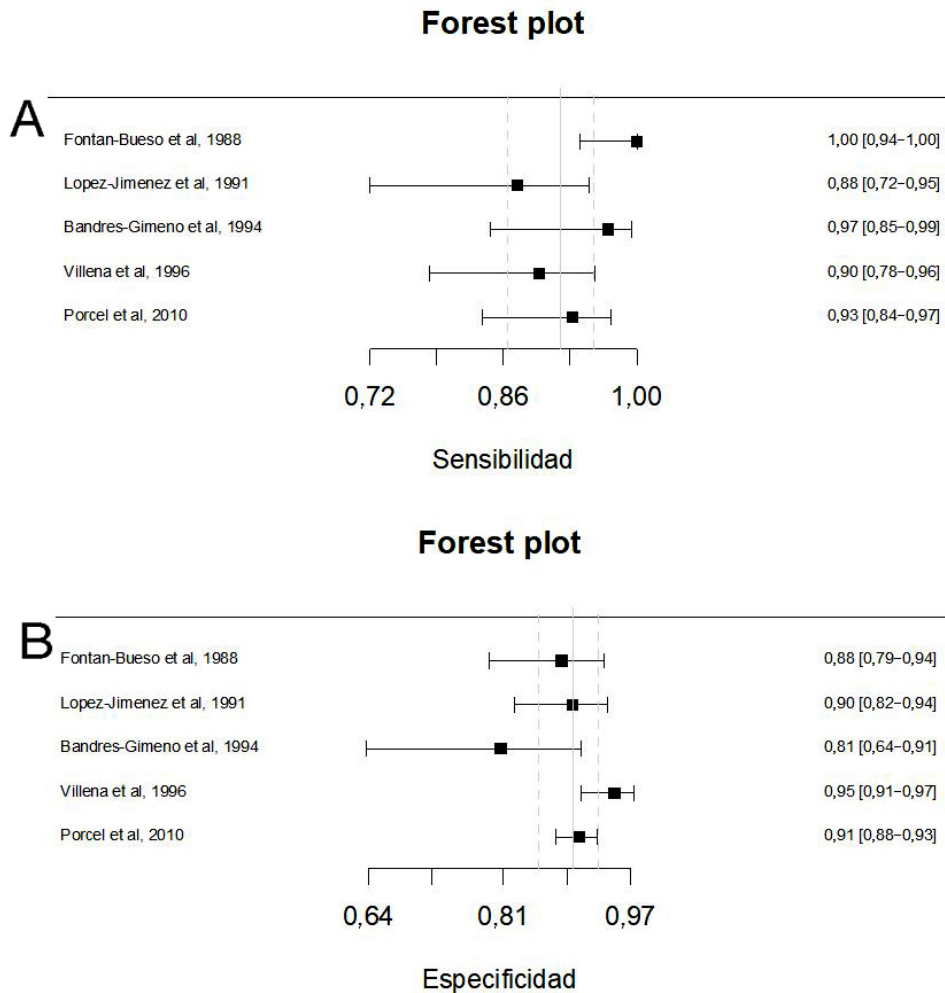 Forest plot
A
Fontan-Bueso et al, 1988 1,00 [0,94−1,00]
Lopez-Jimenez et al, 1991 0,88 [0,72−0,95]
Bandres-Gimeno et al, 1994 0,97 [0,85−0,99]
Villena et al, 1996 0,90 [0,78−0,96]
Porcel et al, 2010 0,93 [0,84−0,97]
0,72 0,86 1,00
Sensibilidad
Forest plot
B
Fontan-Bueso et al, 1988 0,88 [0,79−0,94]
Lopez-Jimenez et al, 1991 0,90 [0,82−0,94]
Bandres-Gimeno et al, 1994 0,81 [0,64−0,91]
Villena et al, 1996 0,95 [0,91−0,97]
Porcel et al, 2010 0,91 [0,88−0,93]
0,64 0,81 0,97
Especificidad